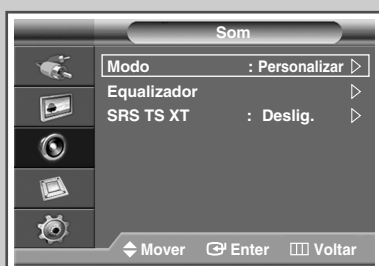 Som
Modo : Personalizar
Equalizador
SRS TS XT : Deslig.
Mover Enter Voltar